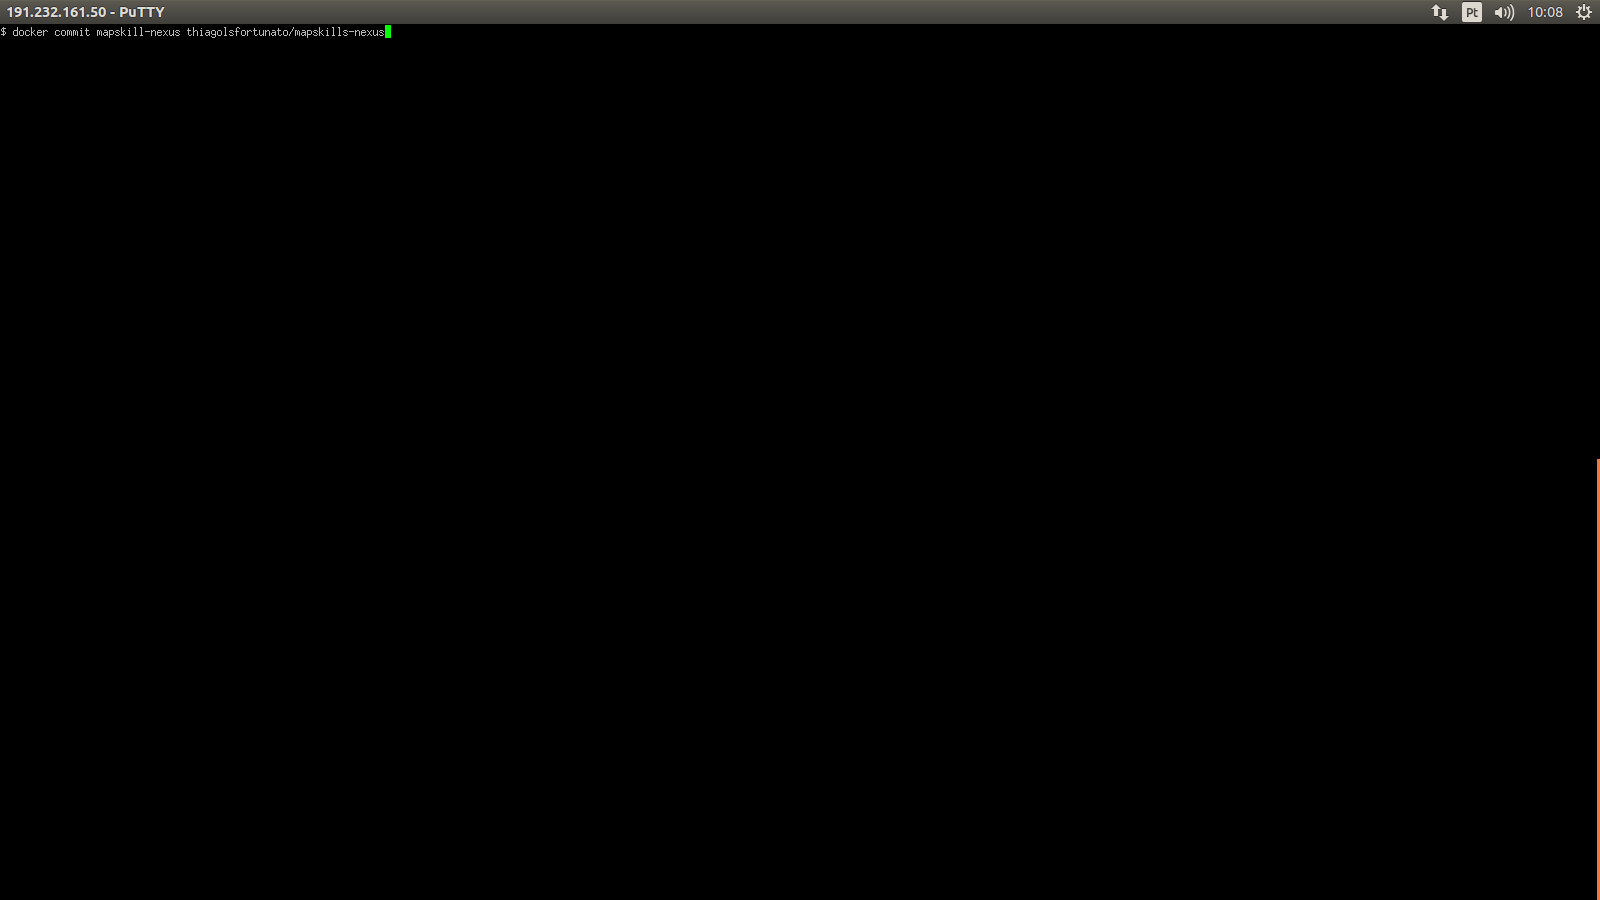 191.232.161.50 - PuTTY
Pt
10:08
$ docker commit mapskill-nexus thiagolsfortunato/mapskills-nexus